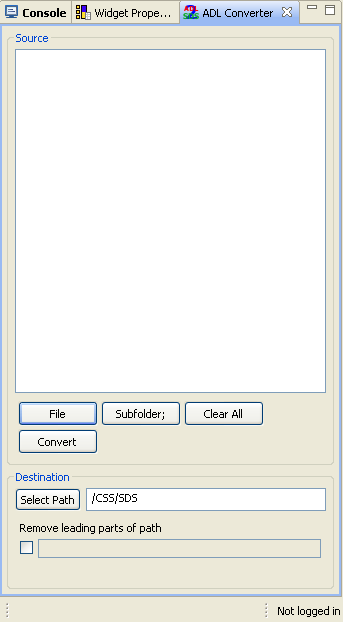 Console Widget Prope... ADL Converter
Source
File Subfolder; Clear All
Convert
Destination
Select Path /CSS/SDS
Remove leading parts of path
Not logged in